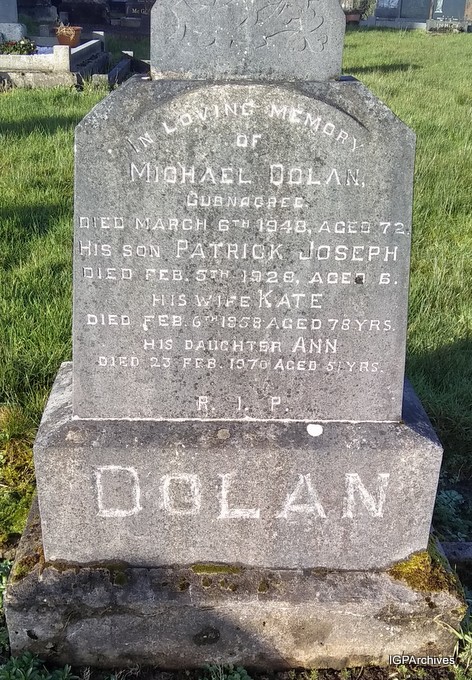 IN LOVING MEMORY
OF
MICHAEL DOLAN,
GUBNAGREE.
DIED MARCH 6TH 1948, AGED 72.
HIS SON PATRICK JOSEPH
DIED FEB. 5TH 1928, AGED 6.
HIS WIFE KATE
DIED FEB. 6TH 1958 AGED 78 YRS.
HIS DAUGHTER ANN
DIED 23 FEB. 1970 AGED 51 YRS.
R. I. P.
DOLAN
IGPArchives